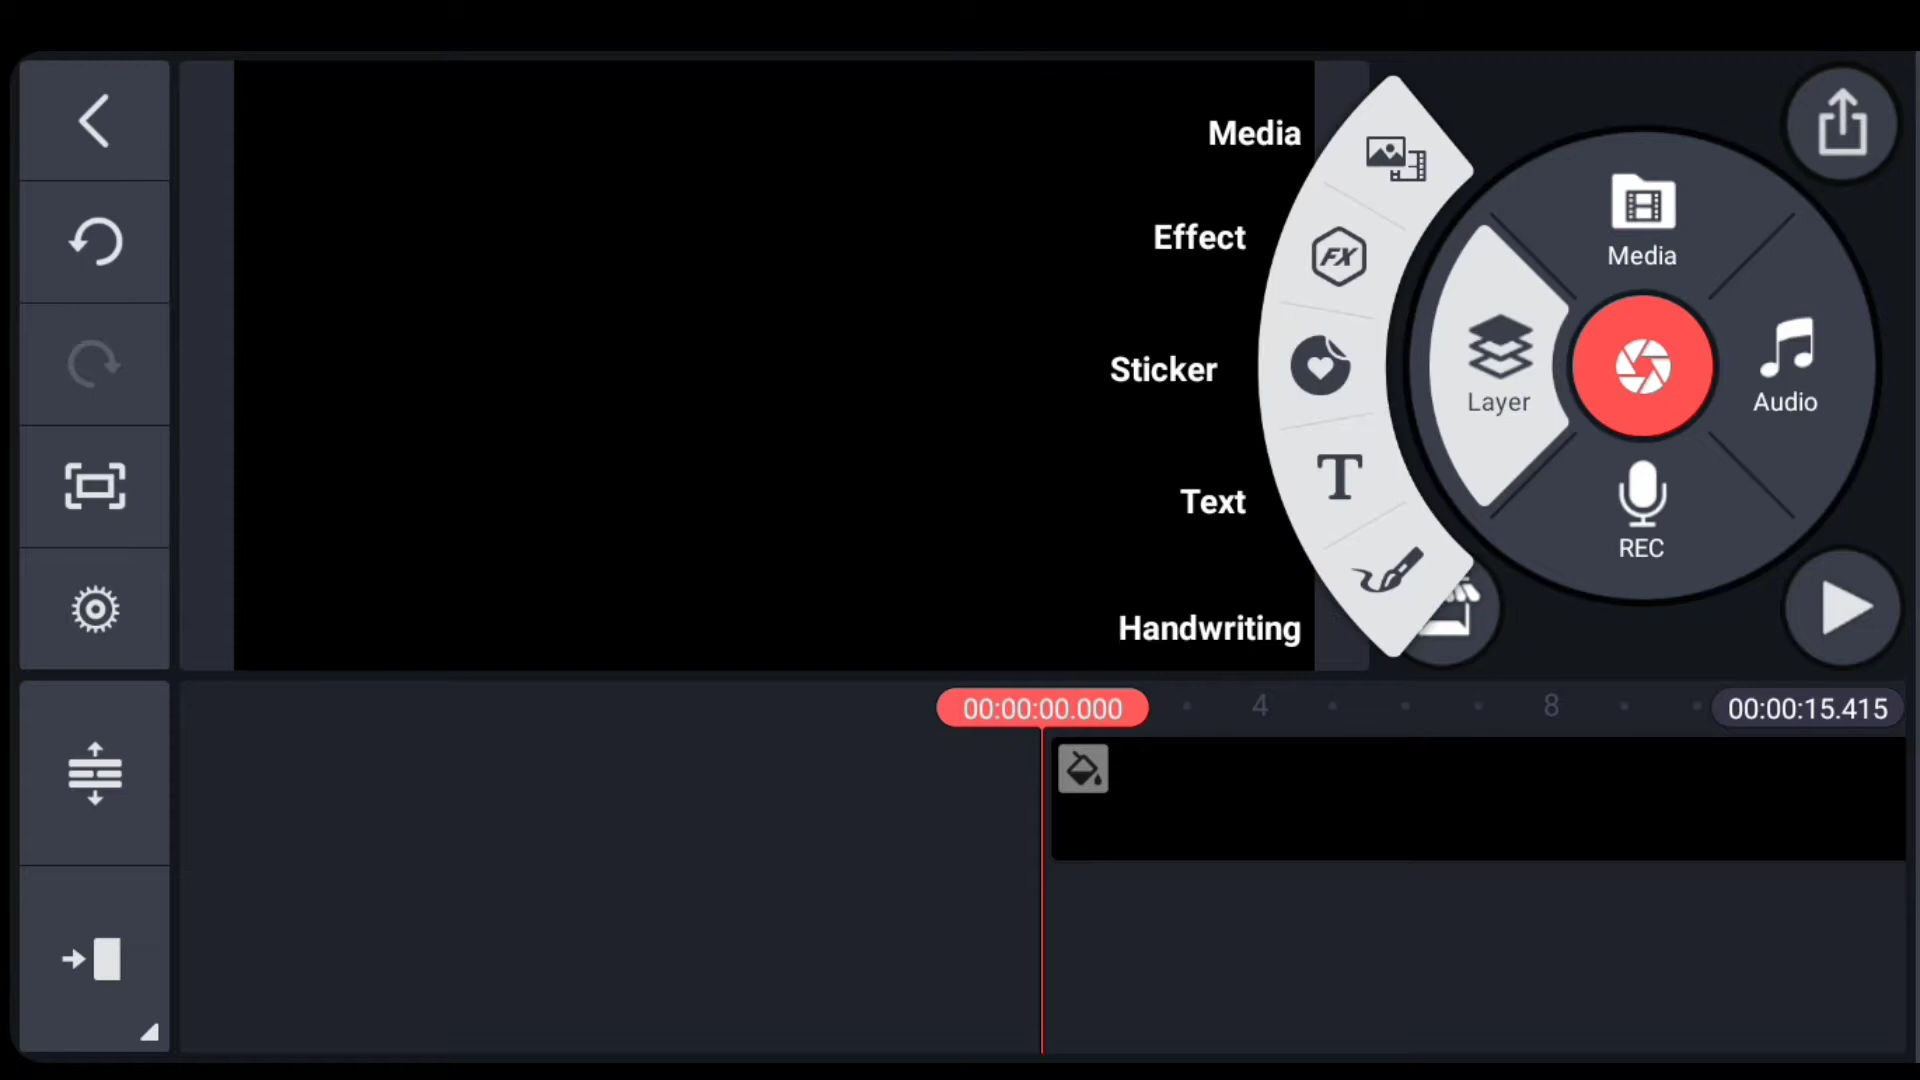 Media
Effect
Sticker
Text
Handwriting
FX
T
Media
Layer
Audio
REC
00:00:00.000
4
8
00:00:15.415